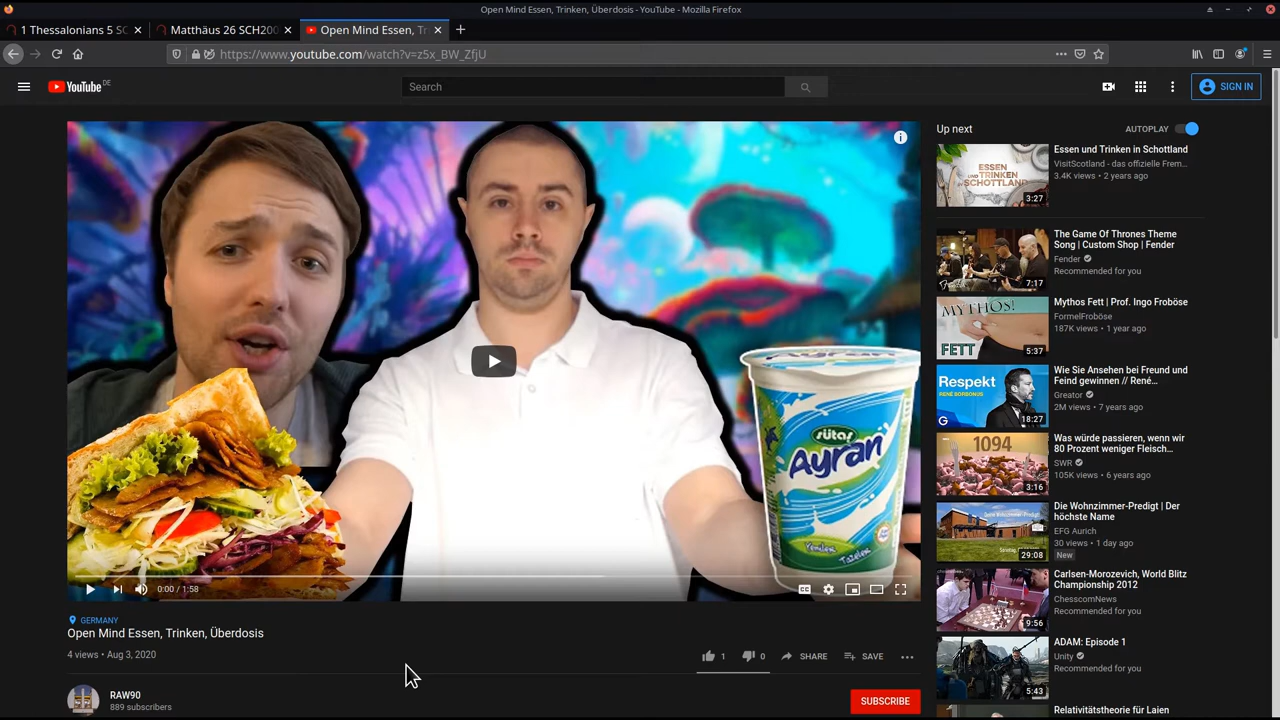 Open Mind Essen, Trinken, Überdosis - YouTube - Mozilla Firefox
1 Thessalonians 5 SC
Matthäus 26 SCH200
Open Mind Essen, Tr
https://www.youtube.com/watch?v=z5x_BW_ZfjU
YouTube DE
Search
SIGN IN
Ayran
sütaş
Ayran
Up next
AUTOPLAY
ESSEN
UND TRINKEN
IN SCHOTTLAND
3:27
Essen und Trinken in Schottland
VisitScotland - das offizielle Frem...
3.4K views • 2 years ago
7:17
The Game Of Thrones Theme
Song | Custom Shop | Fender
Fender
Recommended for you
MYTHOS!
FETT
5:37
Mythos Fett | Prof. Ingo Froböse
FormelFroböse
187K views • 1 year ago
Respekt
RENÉ BORBONUS
G
18:27
Wie Sie Ansehen bei Freund und
Feind gewinnen // René...
Greator
2M views • 7 years ago
1094
3:16
Was würde passieren, wenn wir
80 Prozent weniger Fleisch...
SWR
105K views • 6 years ago
29:08
Die Wohnzimmer-Predigt | Der
höchste Name
EFG Aurich
30 views • 1 day ago
New
9:56
Carlsen-Morozevich, World Blitz
Championship 2012
ChesscomNews
Recommended for you
5:43
ADAM: Episode 1
Unity
Recommended for you
Relativitätstheorie für Laien
0:00 / 1:58
CC
GERMANY
Open Mind Essen, Trinken, Überdosis
4 views • Aug 3, 2020
1
0
SHARE
SAVE
RAW90
889 subscribers
SUBSCRIBE